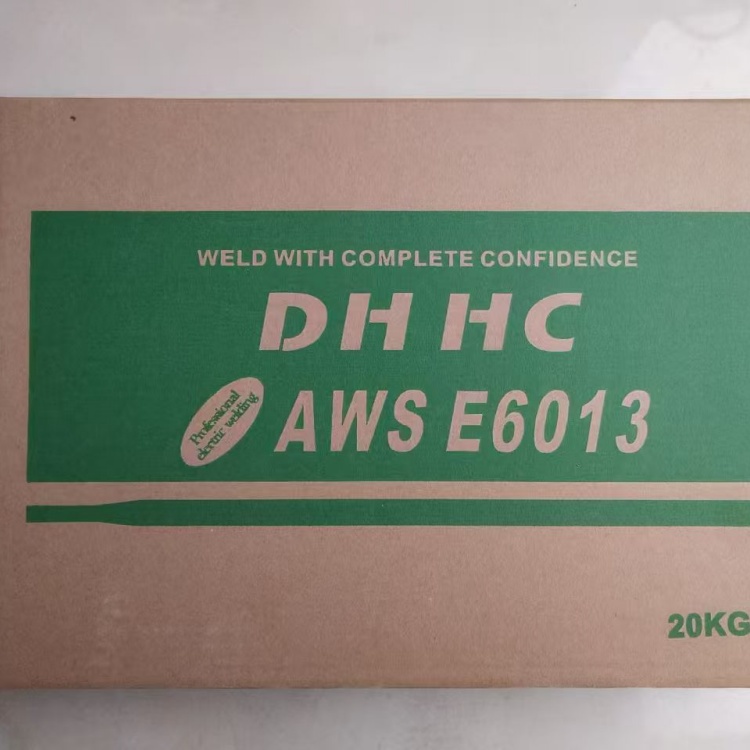 WELD WITH COMPLETE CONFIDENCE
DH HC
Professional
electric welding
AWS E6013
20KG